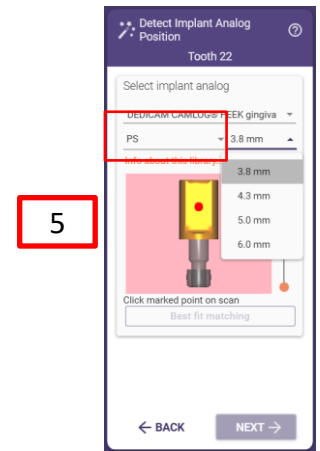 Detect Implant Analog
Position
Tooth 22
Select implant analog
DEDICAM CAMLOG® PEEK gingiva
PS 3.8 mm
Info about this library
3.8 mm
4.3 mm
5.0 mm
6.0 mm
5
Click marked point on scan
Best fit matching
← BACK NEXT →